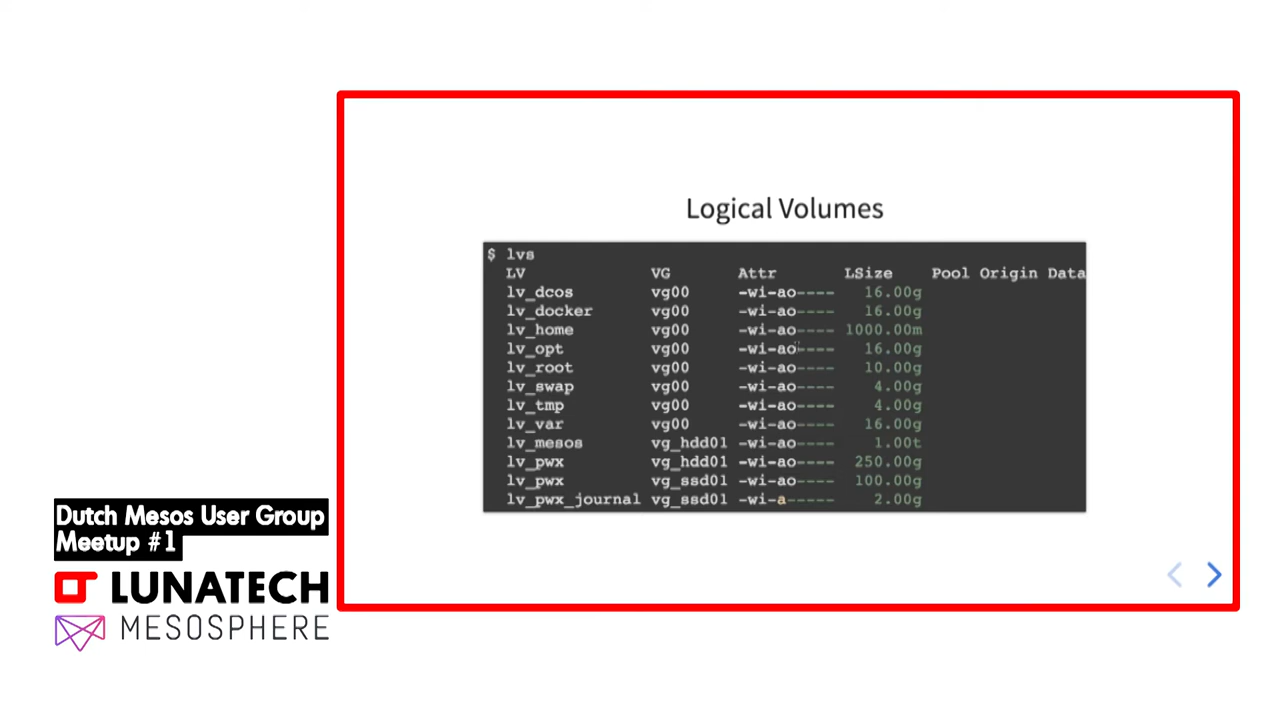 Logical Volumes
$ lvs
LV VG Attr LSize Pool Origin Data
lv_dcos vg00 -wi-ao---- 16.00g
lv_docker vg00 -wi-ao---- 16.00g
lv_home vg00 -wi-ao---- 1000.00m
lv_opt vg00 -wi-ao---- 16.00g
lv_root vg00 -wi-ao---- 10.00g
lv_swap vg00 -wi-ao---- 4.00g
lv_tmp vg00 -wi-ao---- 4.00g
lv_var vg00 -wi-ao---- 16.00g
lv_mesos vg_hdd01 -wi-ao---- 1.00t
lv_pwx vg_hdd01 -wi-ao---- 250.00g
lv_pwx vg_ssd01 -wi-ao---- 100.00g
lv_pwx_journal vg_ssd01 -wi-a----- 2.00g
Dutch Mesos User Group
Meetup #1
LUNATECH
MESOSPHERE